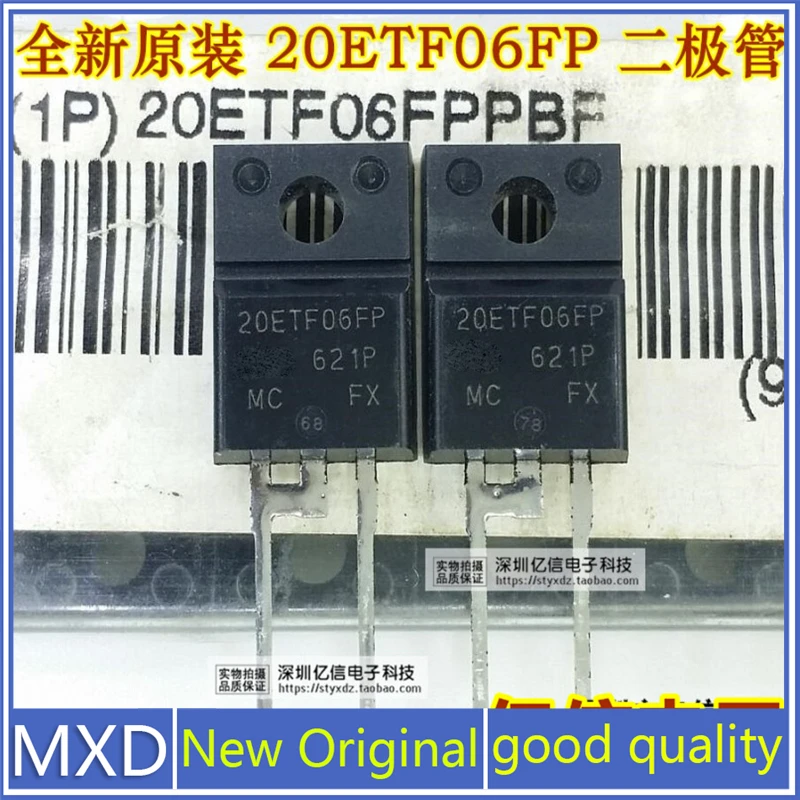 全新原装 20ETF06FP 二极管
(1P) 20ETF06FPPBF
20ETF06FP
621P
MC FX
68
20ETF06FP
621P
MC FX
78
(9
实物拍摄
品质保证
深圳亿信电子科技
https://styxdz.taobao.com
实物拍摄
品质保证
深圳亿信电子科技
https://styxdz.taobao.com
MXD
New Original
good quality